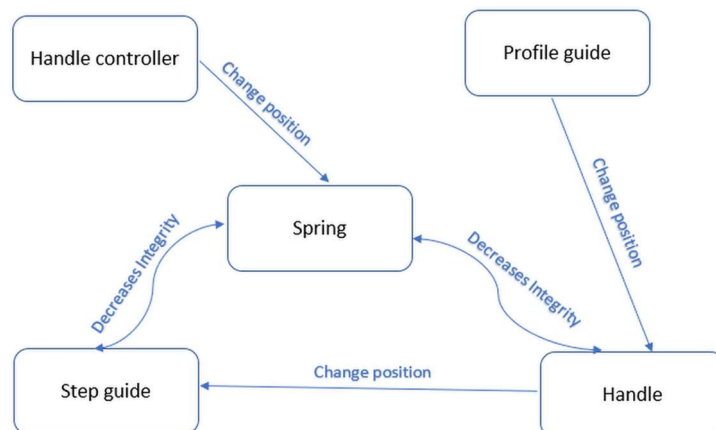 Handle controller
Profile guide
Change position
Change position
Spring
Decreases Integrity
Decreases Integrity
Step guide
Change position
Handle